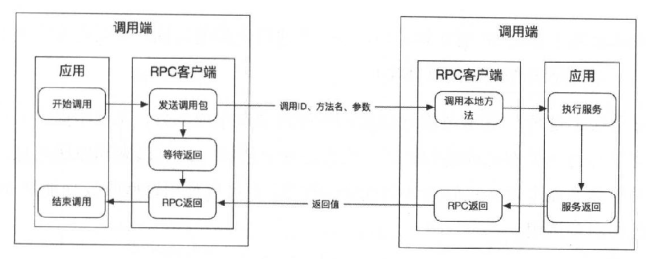 调用端
应用
RPC客户端
开始调用
发送调用包
等待返回
结束调用
RPC返回
调用ID、方法名、参数
返回值
调用端
RPC客户端
应用
调用本地方
法
执行服务
RPC返回
服务返回